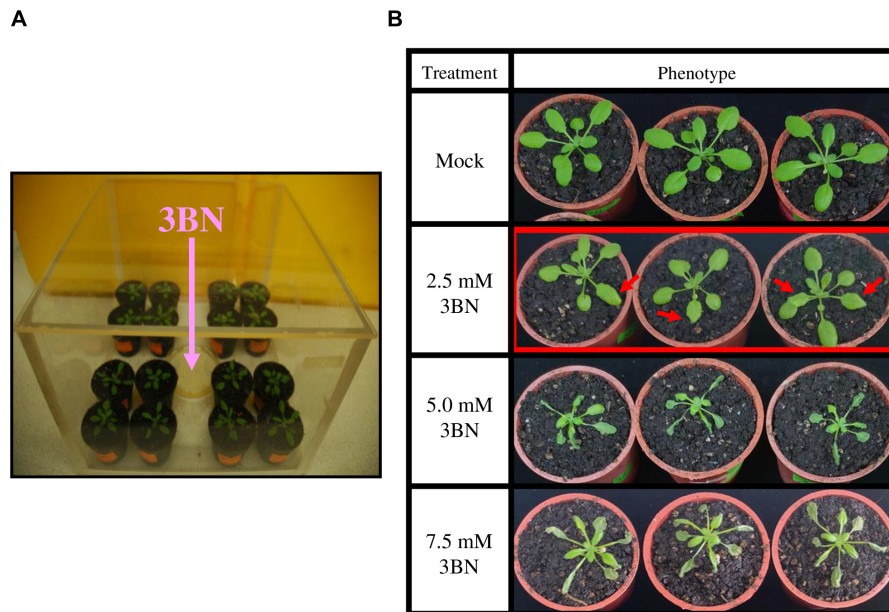 A
B
3BN
Treatment
Phenotype
Mock
2.5 mM
3BN
5.0 mM
3BN
7.5 mM
3BN